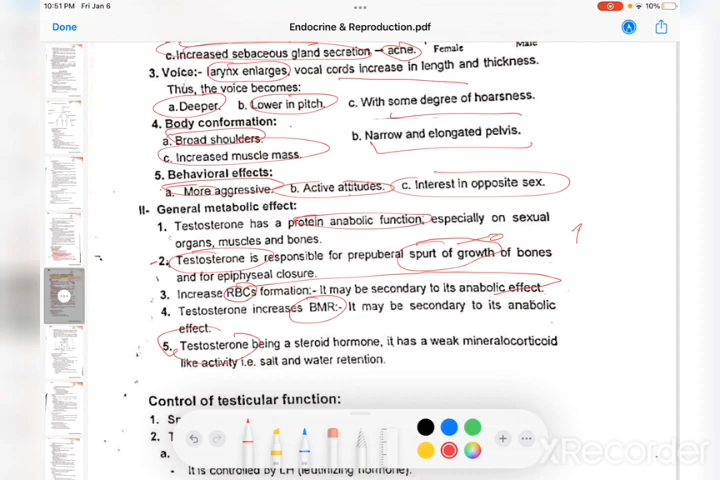 10:51 PM Fri Jan 6
10%
Done
Endocrine & Reproduction.pdf
c.Increased sebaceous gland secretion - acne.
Female
Male
3. Voice:- (arynx enlarges, vocal cords increase in length and thickness.
Thus, the voice becomes:
a.Deeper. b. Lower in pitch. c. With some degree of hoarsness.
4. Body conformation:
a. Broad shoulders. b. Narrow and elongated pelvis.
c. Increased muscle mass.
5. Behavioral effects:
a. More aggressive. b. Active attitudes. c. Interest in opposite sex.
II- General metabolic effect:
1. Testosterone has a protein anabolic function, especially on sexual
organs, muscles and bones.
2. Testosterone is responsible for prepuberal spurt of growth of bones
and for epiphyseal closure.
3. Increase RBCs formation:- It may be secondary to its anabolic effect.
4. Testosterone increases BMR:- It may be secondary to its anabolic
effect.
5. Testosterone being a steroid hormone, it has a weak mineralocorticoid
like activity i.e. salt and water retention.
Control of testicular function:
1. Sp
2. T
a.
- It is controlled by LH (leutinizing hormone).
XRecorder